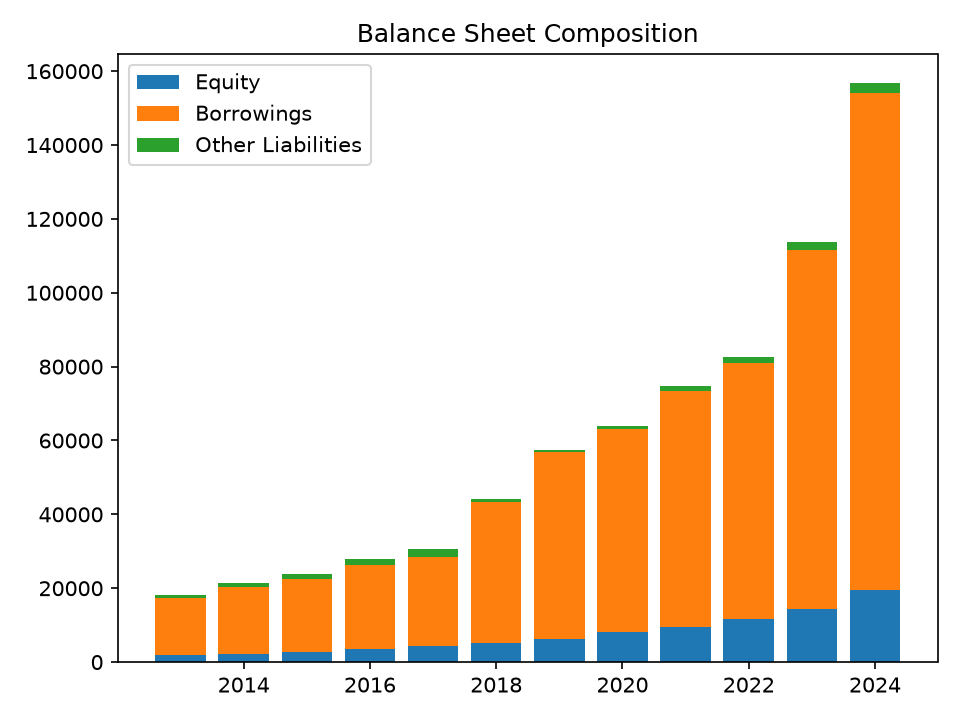 Balance Sheet Composition
160000
140000
120000
100000
80000
60000
40000
20000
0
Equity
Borrowings
Other Liabilities
2014 2016 2018 2020 2022 2024